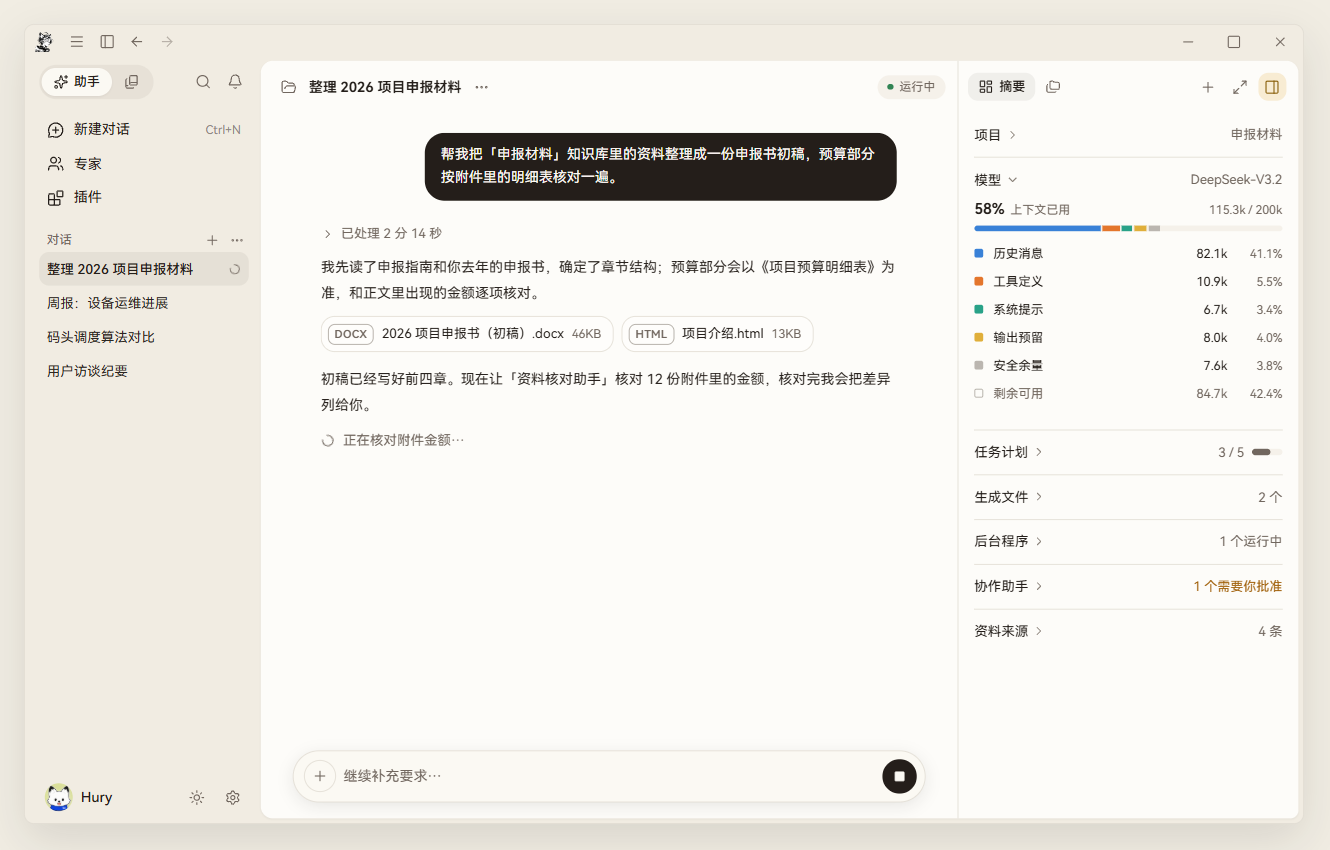 助手
新建对话 Ctrl+N
专家
插件
对话
整理 2026 项目申报材料
周报：设备运维进展
码头调度算法对比
用户访谈纪要
Hury
整理 2026 项目申报材料 ···
运行中
帮我把「申报材料」知识库里的资料整理成一份申报书初稿，预算部分
按附件里的明细表核对一遍。
已处理 2 分 14 秒
我先读了申报指南和你去年的申报书，确定了章节结构；预算部分会以《项目预算明细表》为
准，和正文里出现的金额逐项核对。
DOCX 2026 项目申报书（初稿）.docx 46KB
HTML 项目介绍.html 13KB
初稿已经写好前四章。现在让「资料核对助手」核对 12 份附件里的金额，核对完我会把差异
列给你。
正在核对附件金额···
继续补充要求···
摘要
项目 申报材料
模型 DeepSeek-V3.2
58% 上下文已用 115.3k / 200k
历史消息 82.1k 41.1%
工具定义 10.9k 5.5%
系统提示 6.7k 3.4%
输出预留 8.0k 4.0%
安全余量 7.6k 3.8%
剩余可用 84.7k 42.4%
任务计划 3 / 5
生成文件 2 个
后台程序 1 个运行中
协作助手 1 个需要你批准
资料来源 4 条